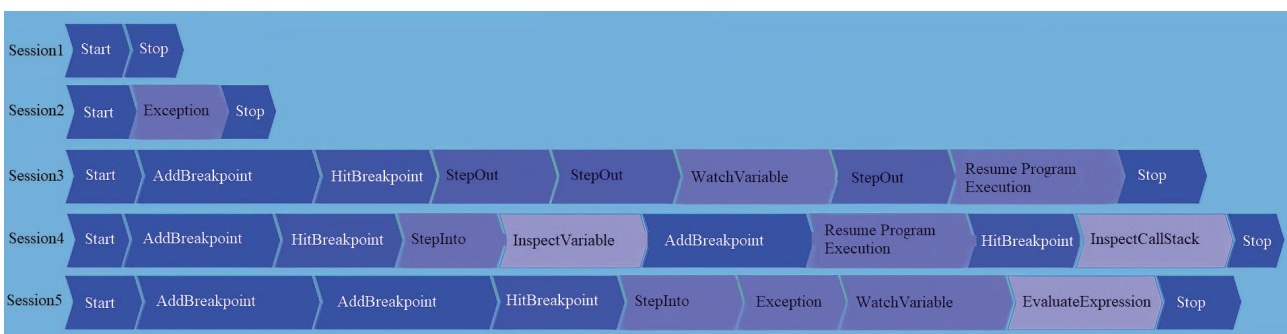 Session1 Start Stop
Session2 Start Exception Stop
Session3 Start AddBreakpoint HitBreakpoint StepOut StepOut WatchVariable StepOut Resume Program Execution Stop
Session4 Start AddBreakpoint HitBreakpoint StepInto InspectVariable AddBreakpoint Resume Program Execution HitBreakpoint InspectCallStack Stop
Session5 Start AddBreakpoint AddBreakpoint HitBreakpoint StepInto Exception WatchVariable EvaluateExpression Stop